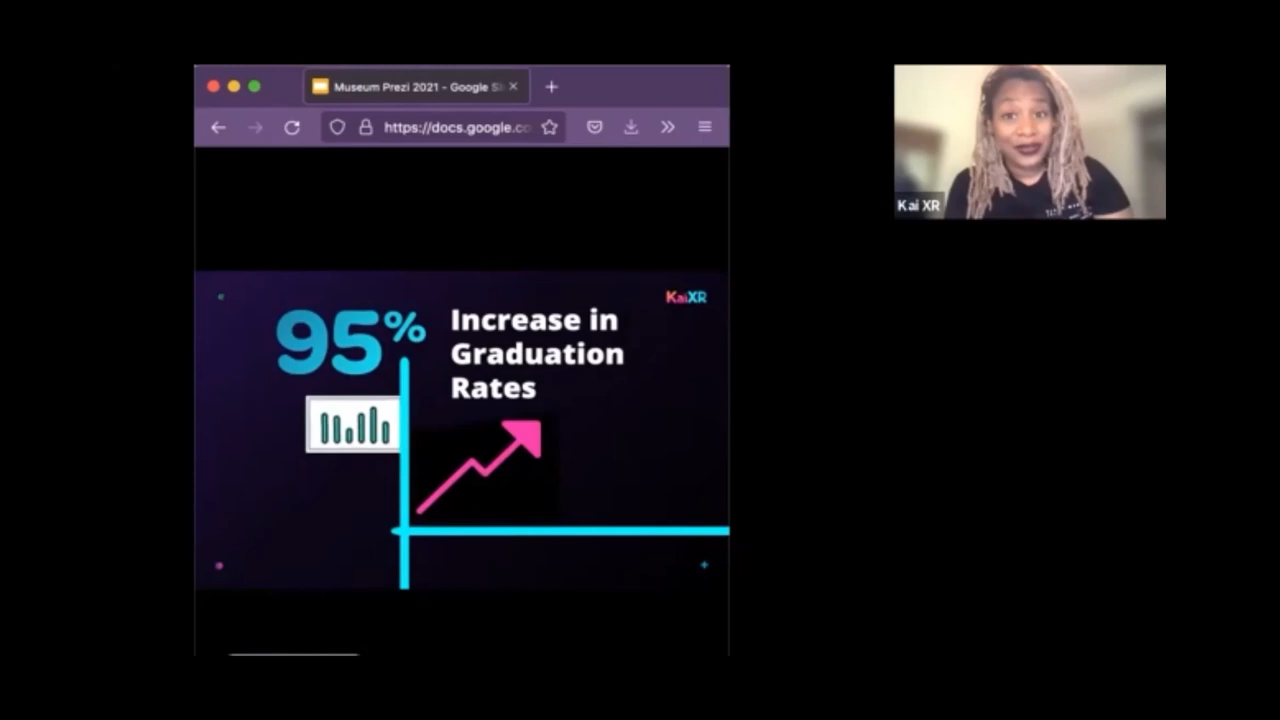 Museum Prezi 2021 - Google Sl
https://docs.google.co
KaiXR
95%
Increase in
Graduation
Rates
Kai XR